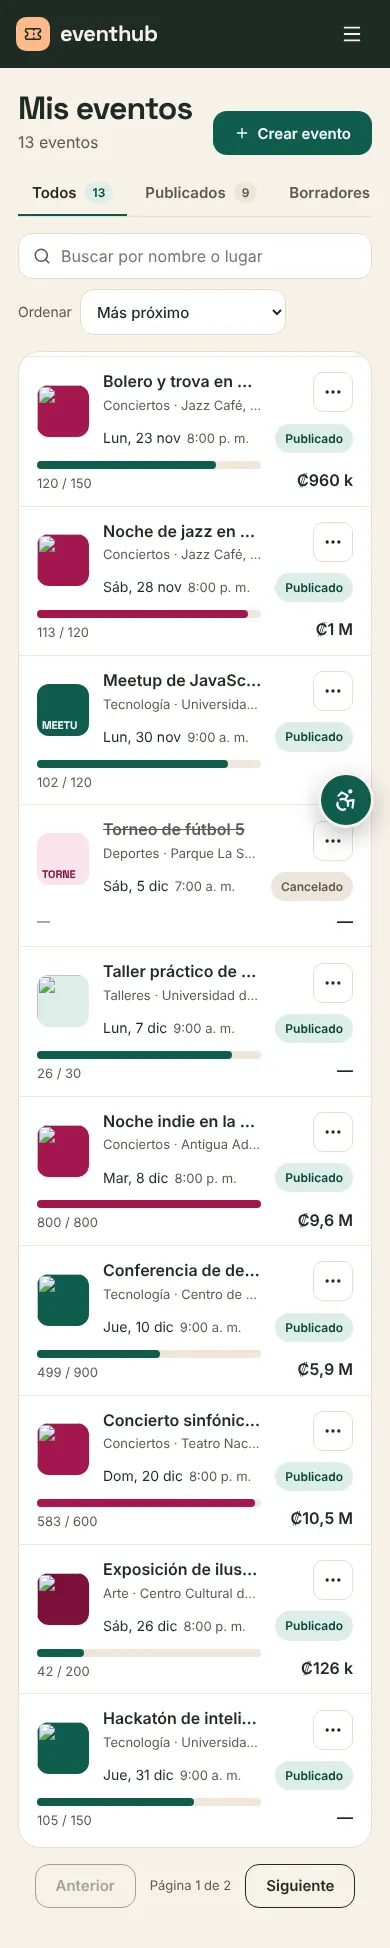 eventhub
Mis eventos
13 eventos
+ Crear evento
Todos 13 Publicados 9 Borradores
Buscar por nombre o lugar
Ordenar Más próximo
Bolero y trova en ...
Conciertos · Jazz Café, ...
Lun, 23 nov 8:00 p. m. Publicado
120 / 150 ₡960 k
Noche de jazz en ...
Conciertos · Jazz Café, ...
Sáb, 28 nov 8:00 p. m. Publicado
113 / 120 ₡1 M
Meetup de JavaSc...
Tecnología · Universida...
MEETU
Lun, 30 nov 9:00 a. m. Publicado
102 / 120
Torneo de fútbol 5
Deportes · Parque La S...
TORNE
Sáb, 5 dic 7:00 a. m. Cancelado
— —
Taller práctico de ...
Talleres · Universidad d...
Lun, 7 dic 9:00 a. m. Publicado
26 / 30 —
Noche indie en la ...
Conciertos · Antigua Ad...
Mar, 8 dic 8:00 p. m. Publicado
800 / 800 ₡9,6 M
Conferencia de de...
Tecnología · Centro de ...
Jue, 10 dic 9:00 a. m. Publicado
499 / 900 ₡5,9 M
Concierto sinfónic...
Conciertos · Teatro Nac...
Dom, 20 dic 8:00 p. m. Publicado
583 / 600 ₡10,5 M
Exposición de ilus...
Arte · Centro Cultural d...
Sáb, 26 dic 8:00 p. m. Publicado
42 / 200 ₡126 k
Hackatón de inteli...
Tecnología · Universida...
Jue, 31 dic 9:00 a. m. Publicado
105 / 150 —
Anterior Página 1 de 2 Siguiente